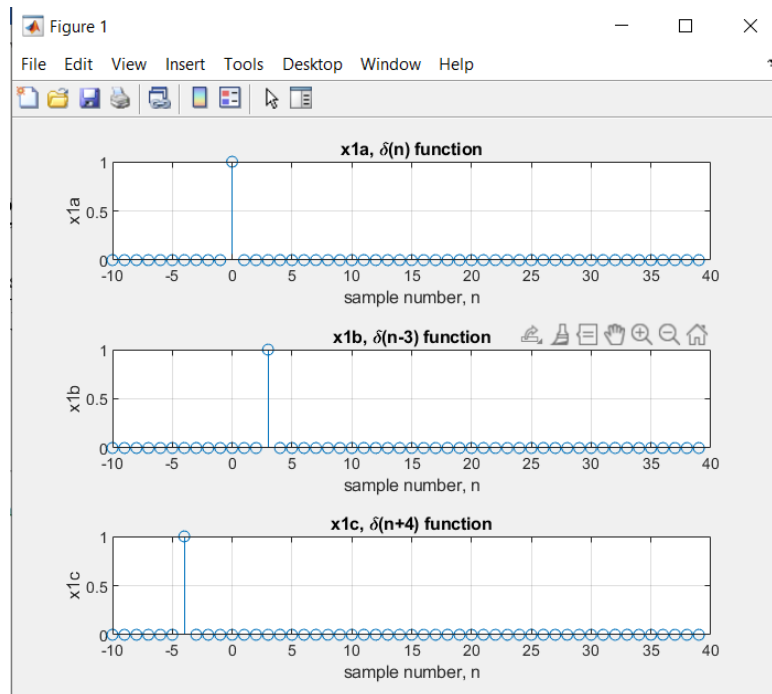 Figure 1
File Edit View Insert Tools Desktop Window Help
x1a, δ(n) function
1
0.5
0
x1a
-10 -5 0 5 10 15 20 25 30 35 40
sample number, n
x1b, δ(n-3) function
1
0.5
0
x1b
-10 -5 0 5 10 15 20 25 30 35 40
sample number, n
x1c, δ(n+4) function
1
0.5
0
x1c
-10 -5 0 5 10 15 20 25 30 35 40
sample number, n